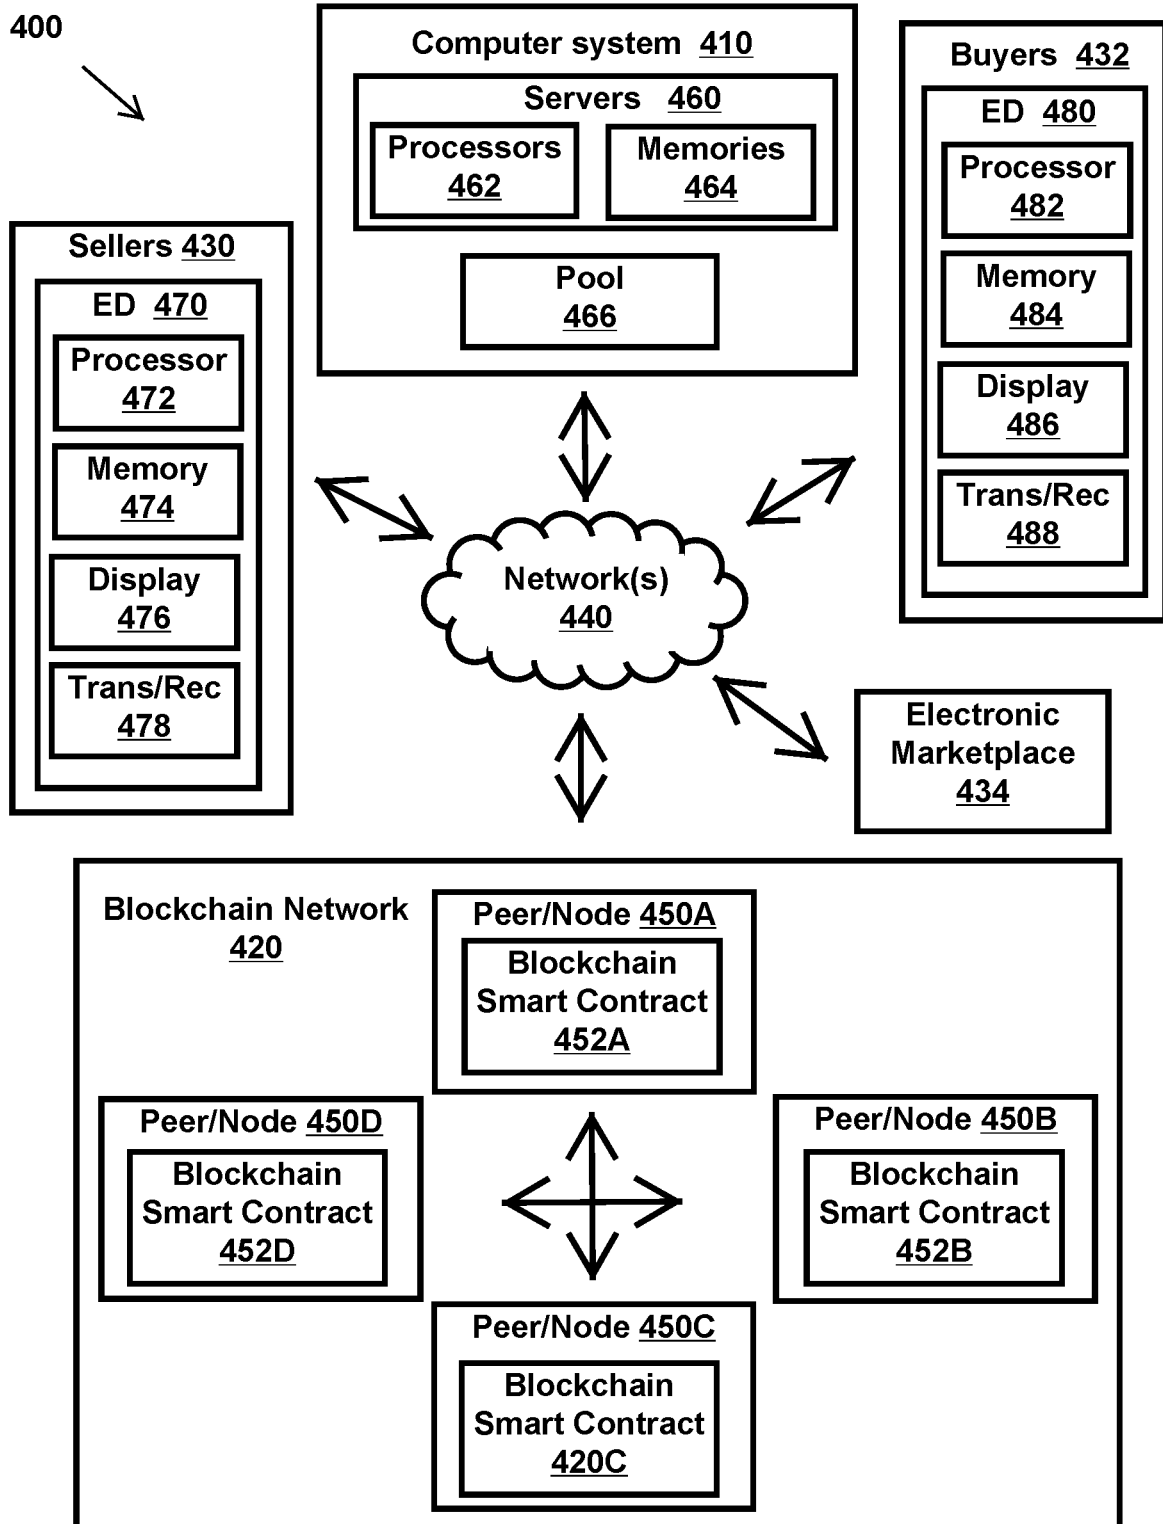 400
Computer system 410
Servers 460
Processors
462
Memories
464
Pool
466
Buyers 432
ED 480
Processor
482
Memory
484
Display
486
Trans/Rec
488
Sellers 430
ED 470
Processor
472
Memory
474
Display
476
Trans/Rec
478
Network(s)
440
Electronic
Marketplace
434
Blockchain Network
420
Peer/Node 450A
Blockchain
Smart Contract
452A
Peer/Node 450D
Blockchain
Smart Contract
452D
Peer/Node 450B
Blockchain
Smart Contract
452B
Peer/Node 450C
Blockchain
Smart Contract
420C